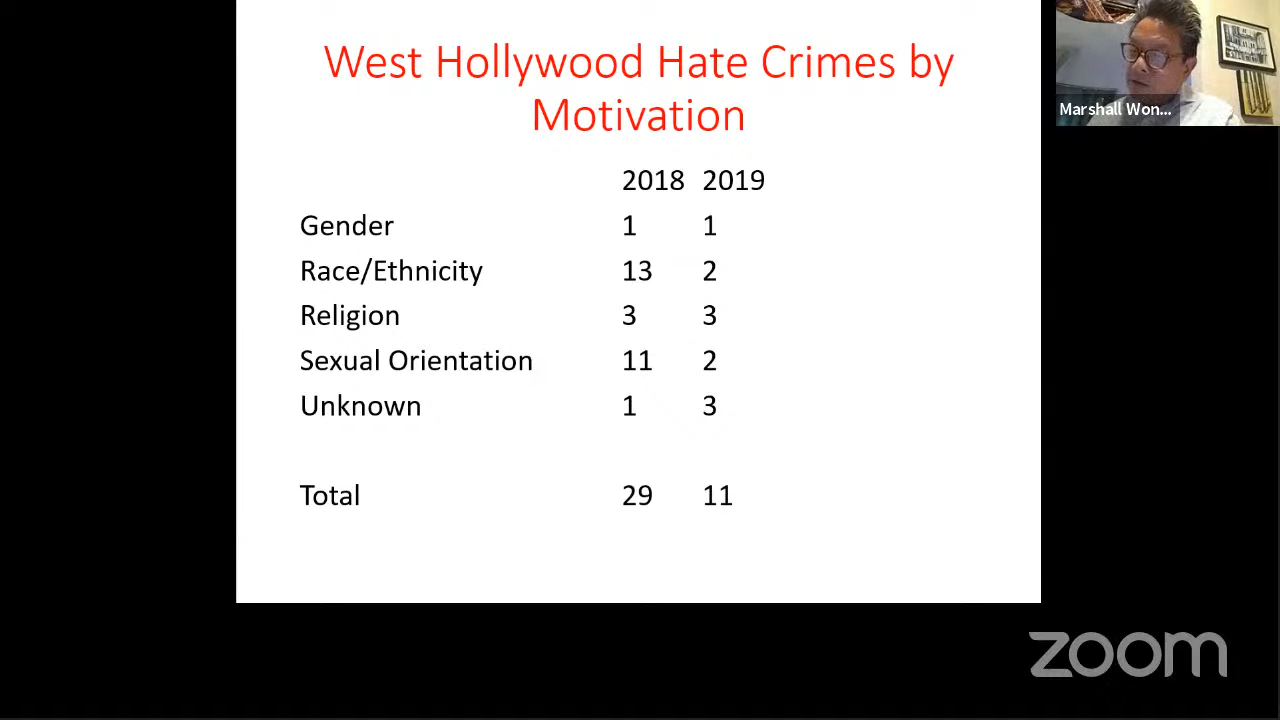 West Hollywood Hate Crimes by
Motivation
2018 2019
Gender 1 1
Race/Ethnicity 13 2
Religion 3 3
Sexual Orientation 11 2
Unknown 1 3
Total 29 11
Marshall Won...
zoom